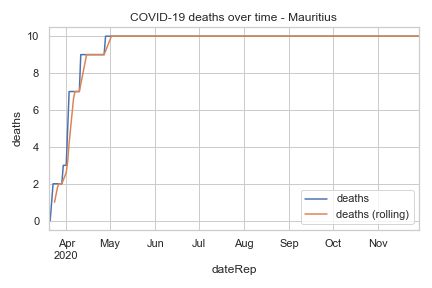 COVID-19 deaths over time - Mauritius
deaths
10
8
6
4
2
0
deaths
deaths (rolling)
Apr May Jun Jul Aug Sep Oct Nov
2020
dateRep